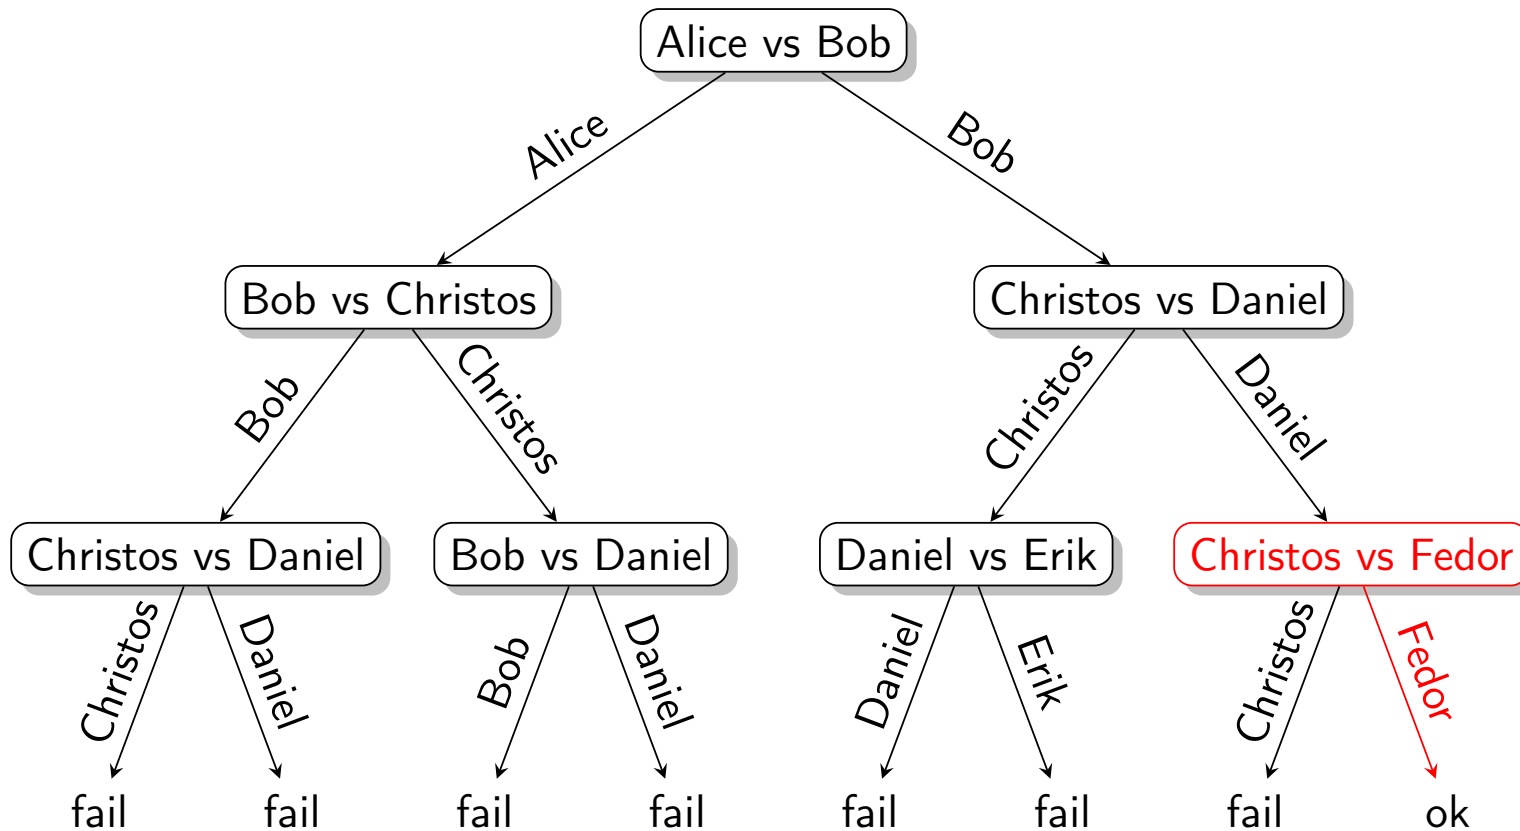 Alice vs Bob
Alice
Bob
Bob vs Christos
Christos vs Daniel
Bob
Christos
Christos
Daniel
Christos vs Daniel
Bob vs Daniel
Daniel vs Erik
Christos vs Fedor
Christos
Daniel
Bob
Daniel
Daniel
Erik
Christos
Fedor
fail
fail
fail
fail
fail
fail
fail
ok